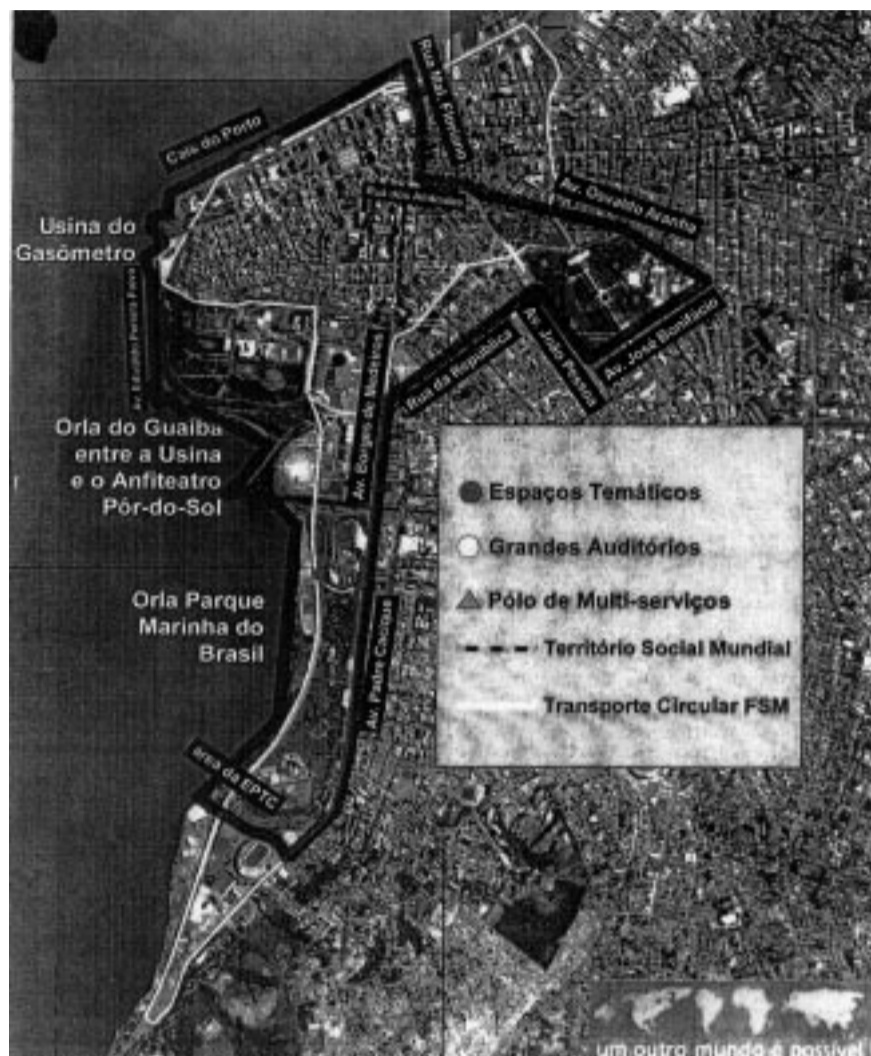 Rua Mal. Floriano
Cais do Porto
Av. Osvaldo Aranha
Usina do
Gasômetro
Av. Edvaldo Pereira Paiva
Av. José Bonifácio
Av. João Pessoa
Rua da República
Av. Borges de Medeiros
Orla do Guaíba
entre a Usina
e o Anfiteatro
Pôr-do-Sol
Espaços Temáticos
Grandes Auditórios
Pólo de Multi-serviços
Território Social Mundial
Transporte Circular FSM
Orla Parque
Marinha do
Brasil
Av. Padre Cacique
área da EPTC
um outro mundo é possível